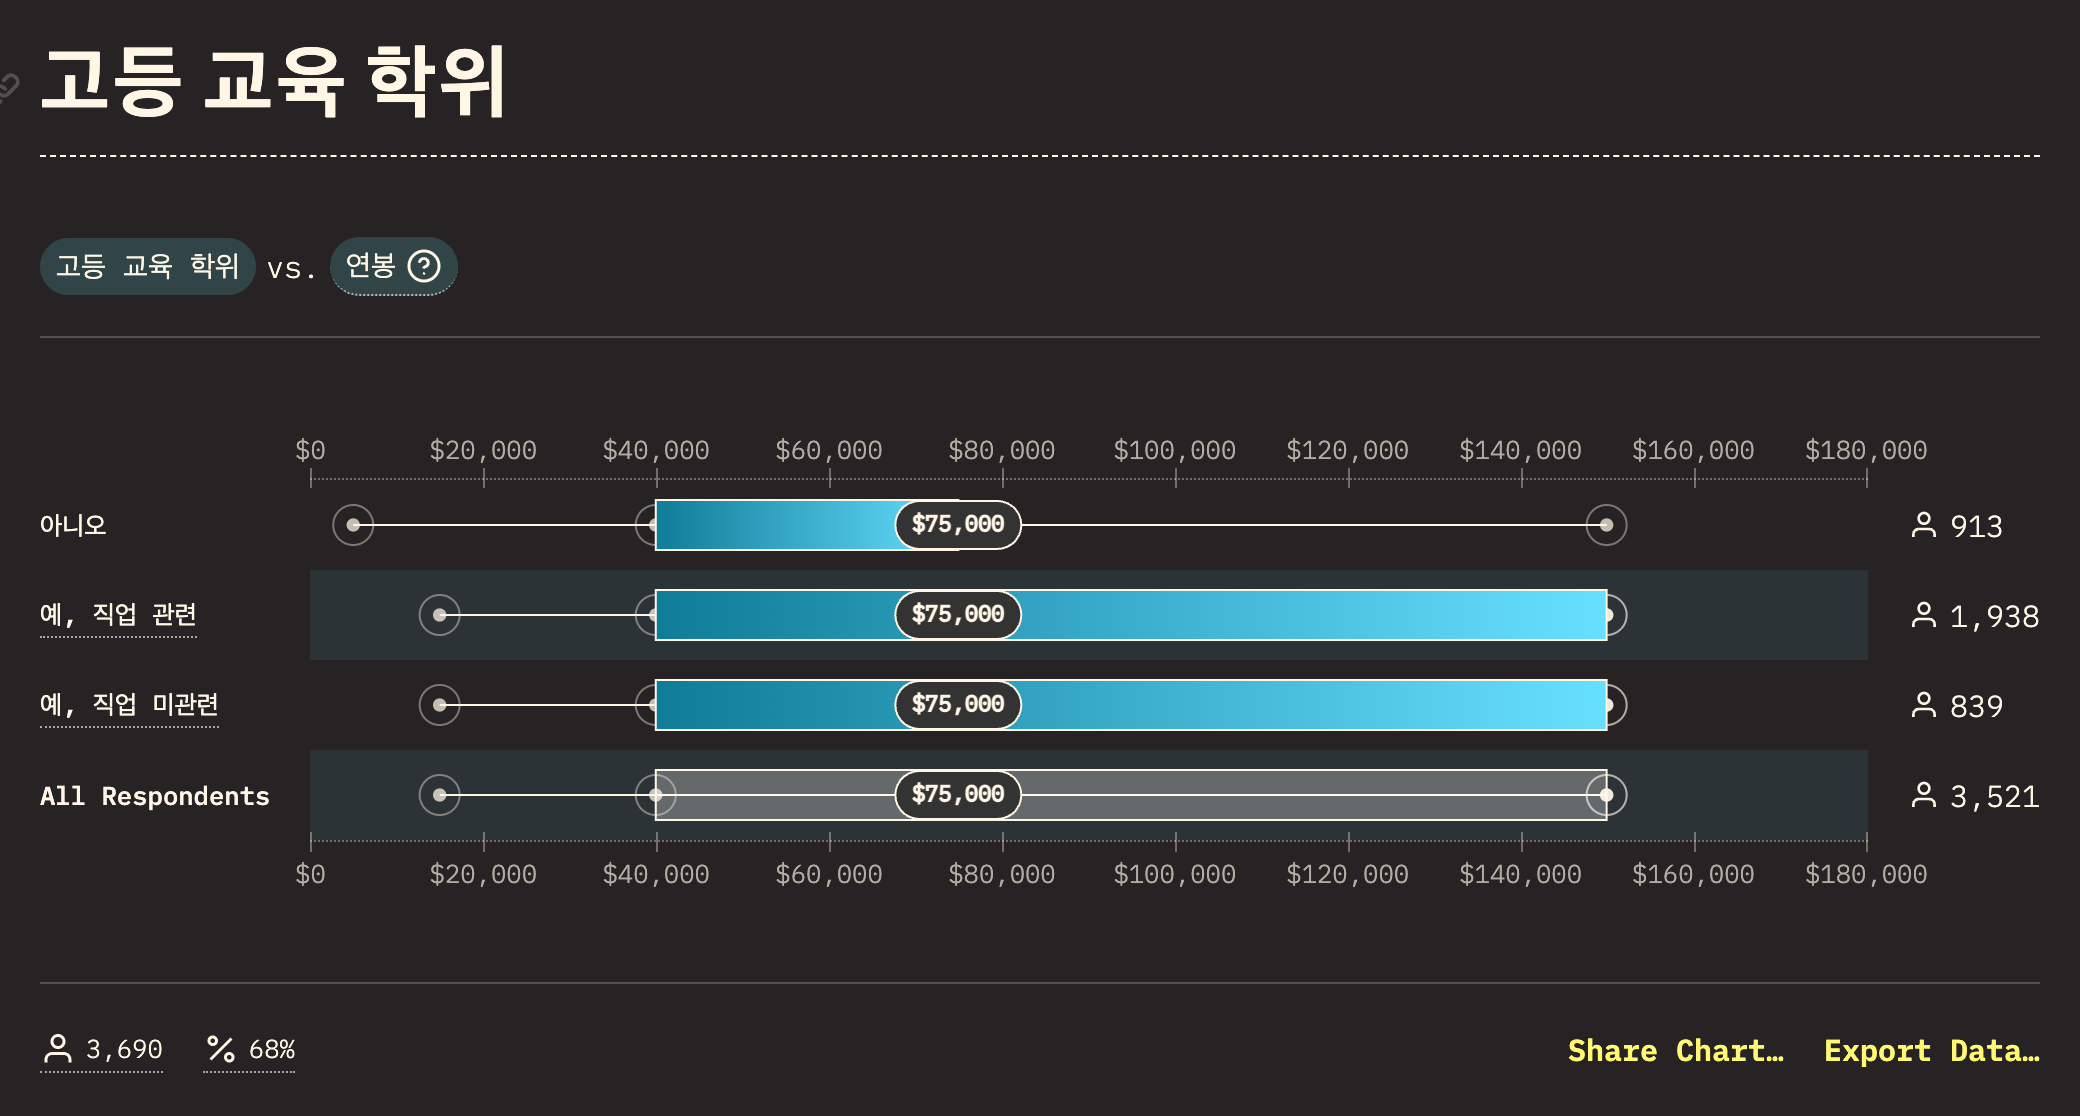 고등 교육 학위
고등 교육 학위 vs. 연봉 ?
$0 $20,000 $40,000 $60,000 $80,000 $100,000 $120,000 $140,000 $160,000 $180,000
아니오 $75,000 913
예, 직업 관련 $75,000 1,938
예, 직업 미관련 $75,000 839
All Respondents $75,000 3,521
$0 $20,000 $40,000 $60,000 $80,000 $100,000 $120,000 $140,000 $160,000 $180,000
3,690 % 68% Share Chart… Export Data…